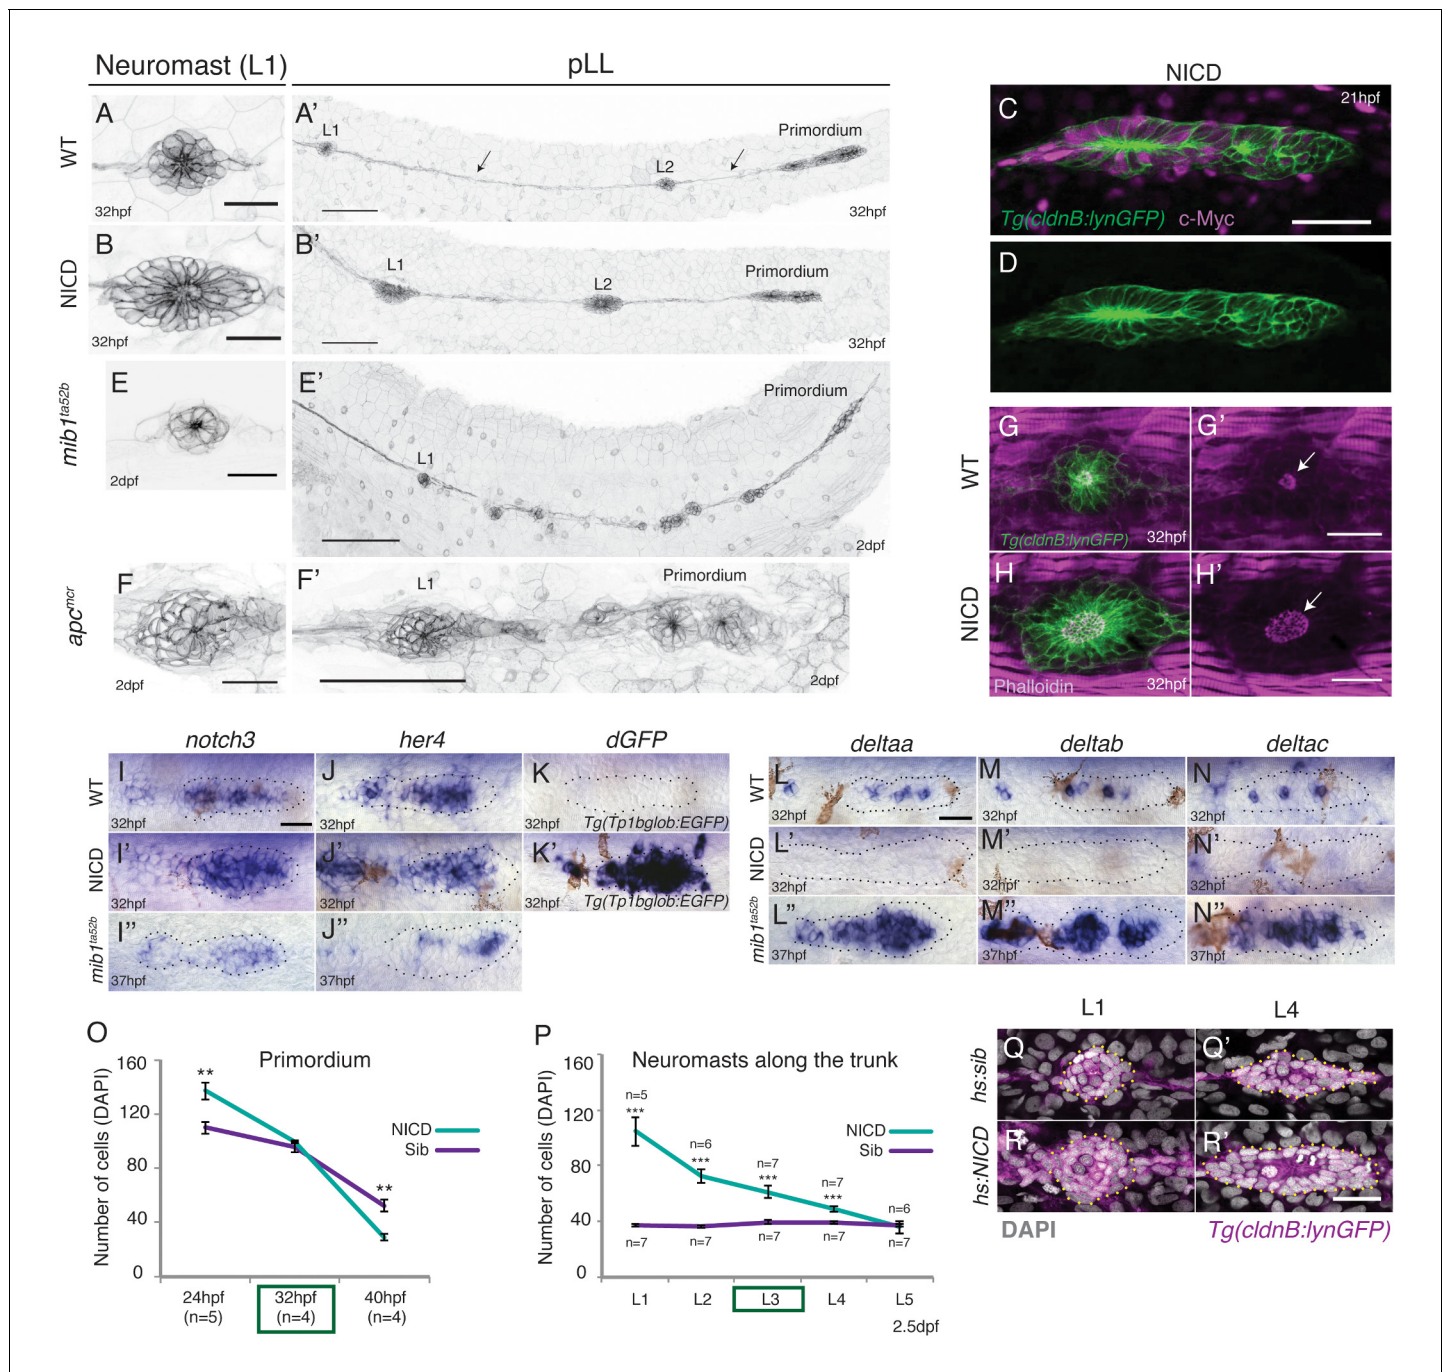 Neuromast (L1)
pLL
NICD
WT
A
32hpf
A’
L1
L2
Primordium
32hpf
C
21hpf
Tg(cldnB:lynGFP) c-Myc
NICD
B
32hpf
B’
L1
L2
Primordium
32hpf
D
mib1ta52b
E
2dpf
E’
L1
Primordium
2dpf
WT
G
Tg(cldnB:lynGFP)
32hpf
G’
apcmcr
F
2dpf
F’
L1
Primordium
2dpf
NICD
H
Phalloidin
32hpf
H’
notch3
her4
dGFP
WT
I
32hpf
J
32hpf
K
32hpf
Tg(Tp1bglob:EGFP)
NICD
I’
32hpf
J’
32hpf
K’
32hpf
Tg(Tp1bglob:EGFP)
mib1ta52b
I’’
37hpf
J’’
37hpf
deltaa
deltab
deltac
WT
L
32hpf
M
32hpf
N
32hpf
NICD
L’
32hpf
M’
32hpf
N’
32hpf
mib1ta52b
L’’
37hpf
M’’
37hpf
N’’
37hpf
O
Primordium
Number of cells (DAPI)
160
120
80
40
0
**
**
NICD
Sib
24hpf
(n=5)
32hpf
(n=4)
40hpf
(n=4)
P
Neuromasts along the trunk
Number of cells (DAPI)
160
120
80
40
0
n=5
***
n=6
***
n=7
***
n=7
***
n=6
NICD
Sib
n=7
n=7
n=7
n=7
n=7
L1
L2
L3
L4
L5
2.5dpf
L1
L4
hs:sib
Q
Q’
hs:NICD
R
R’
DAPI
Tg(cldnB:lynGFP)